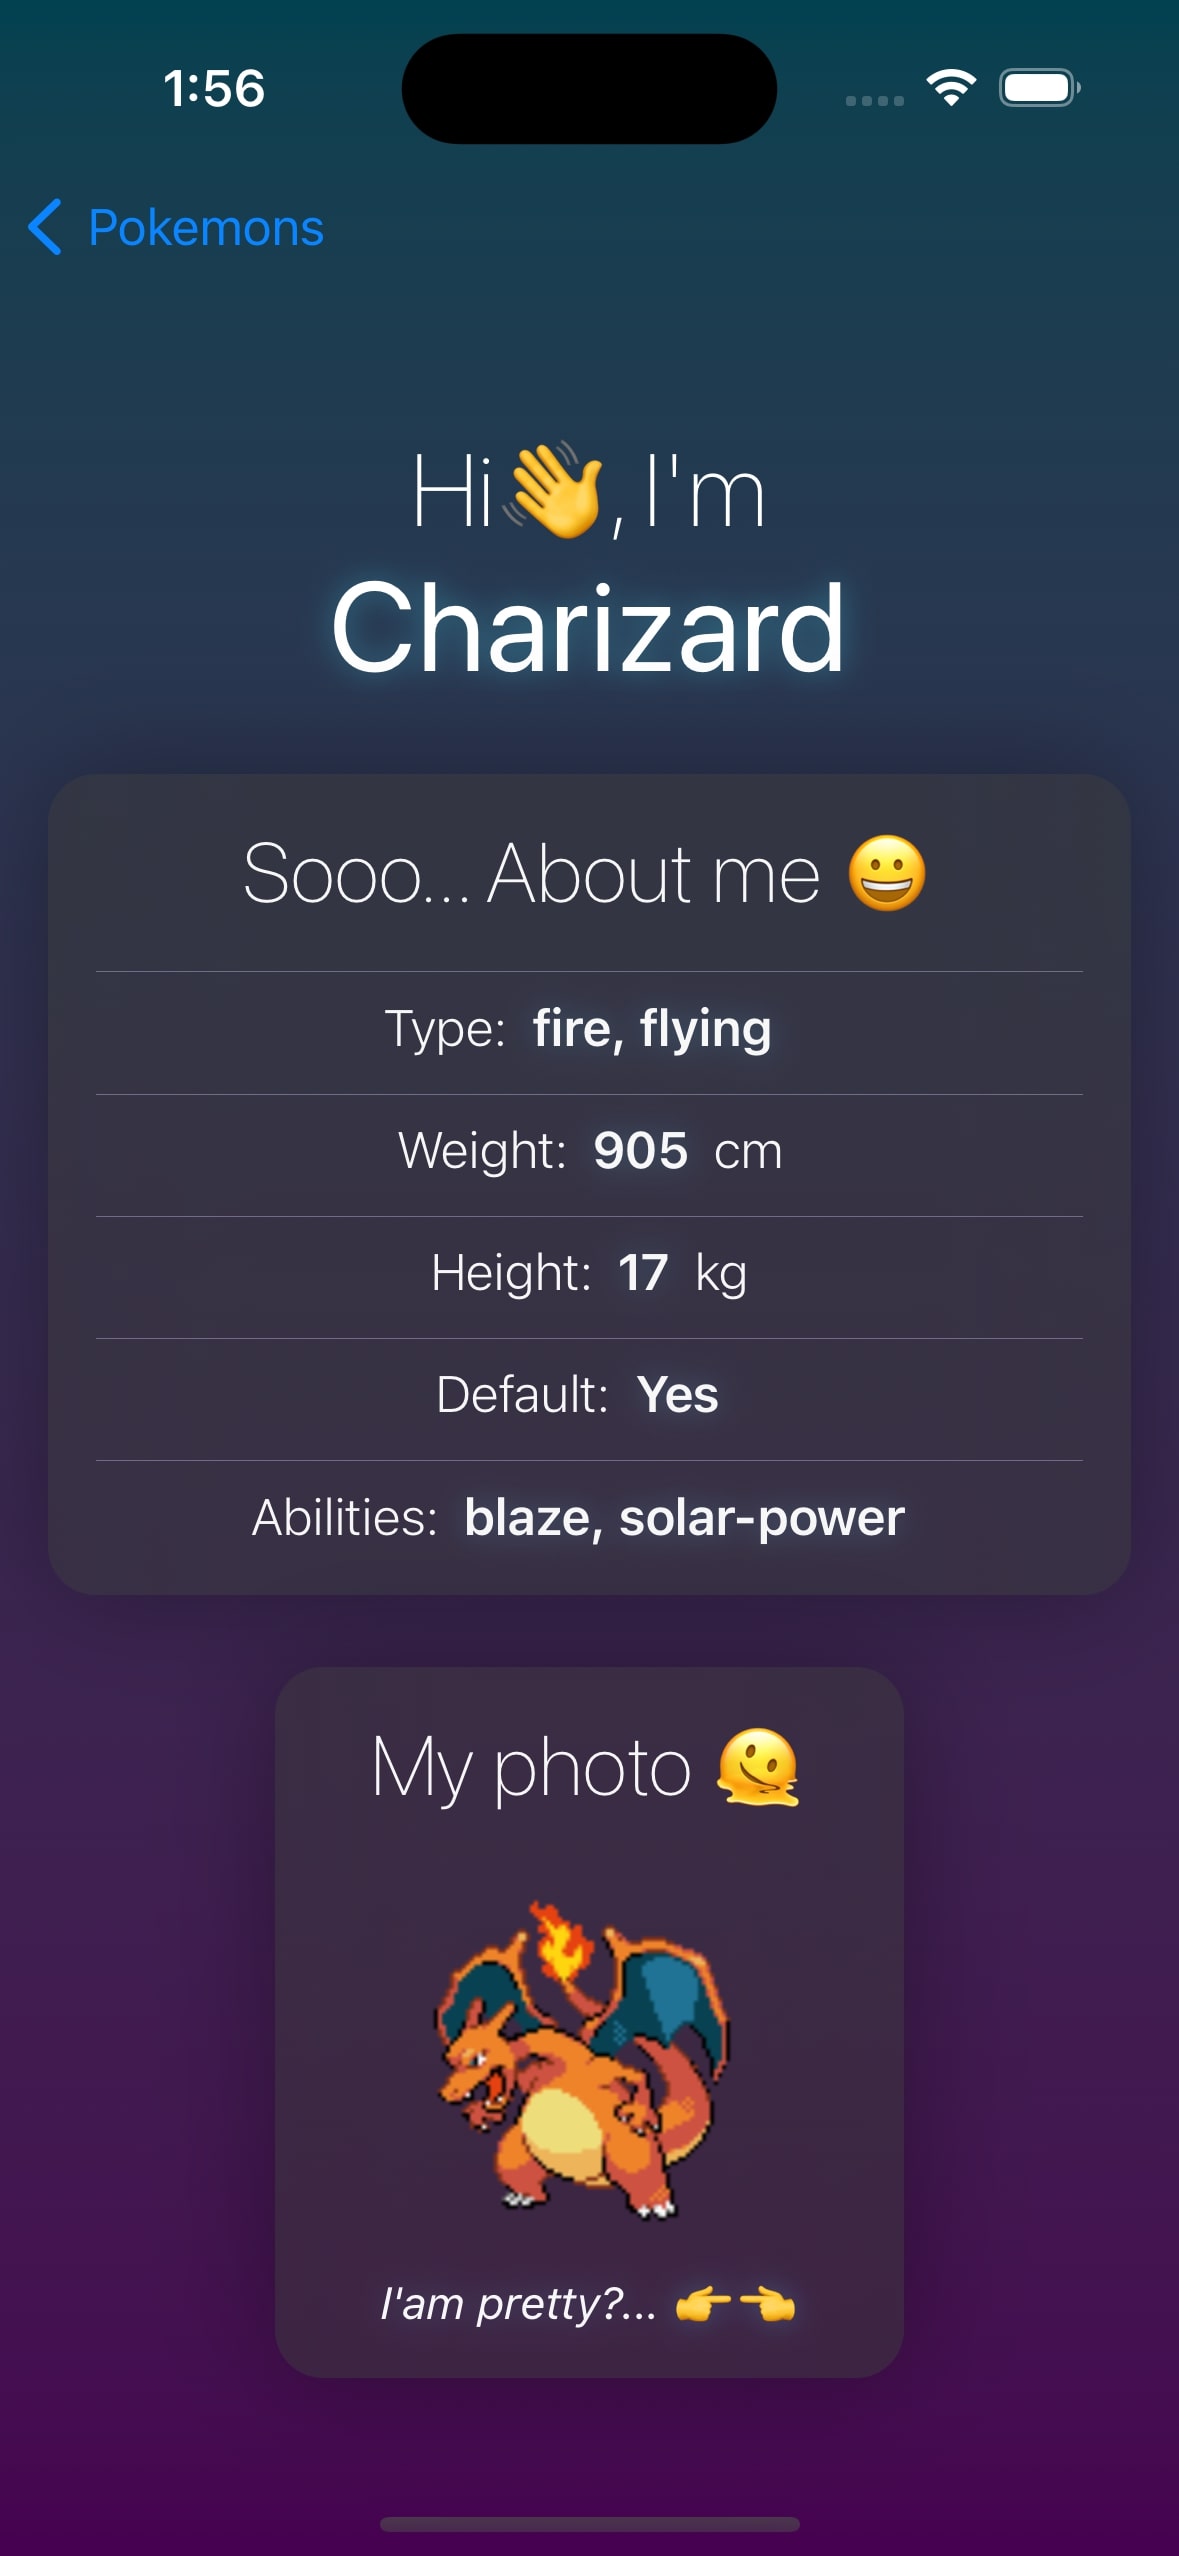 1:56
Pokemons
Hi👋, I'm
Charizard
Sooo... About me 😀
Type: fire, flying
Weight: 905 cm
Height: 17 kg
Default: Yes
Abilities: blaze, solar-power
My photo 🫠
I'am pretty?... 👉👈